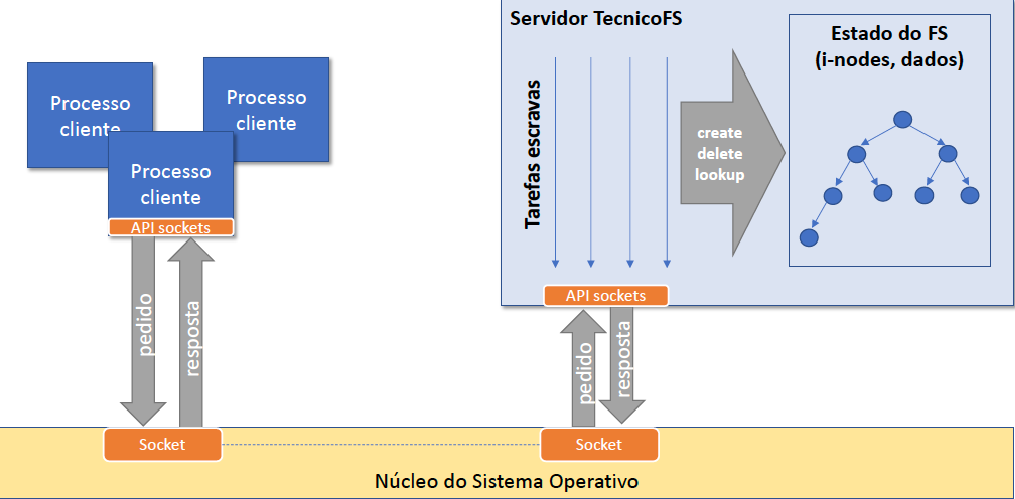 Servidor TecnicoFS
Estado do FS
(i-nodes, dados)
Processo
cliente
Processo
cliente
Processo
cliente
API sockets
Tarefas escravas
create
delete
lookup
API sockets
pedido
resposta
pedido
resposta
Socket
Socket
Núcleo do Sistema Operativo